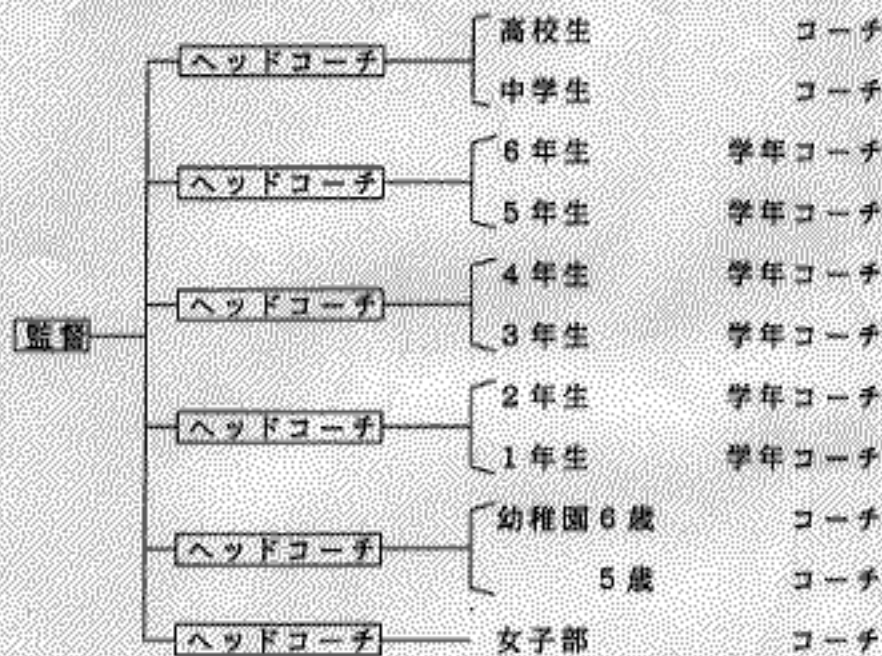 ヘッドコーチ
高校生 コーチ
中学生 コーチ
ヘッドコーチ
6年生 学年コーチ
5年生 学年コーチ
ヘッドコーチ
4年生 学年コーチ
3年生 学年コーチ
監督
ヘッドコーチ
2年生 学年コーチ
1年生 学年コーチ
ヘッドコーチ
幼稚園6歳 コーチ
5歳 コーチ
ヘッドコーチ
女子部 コーチ